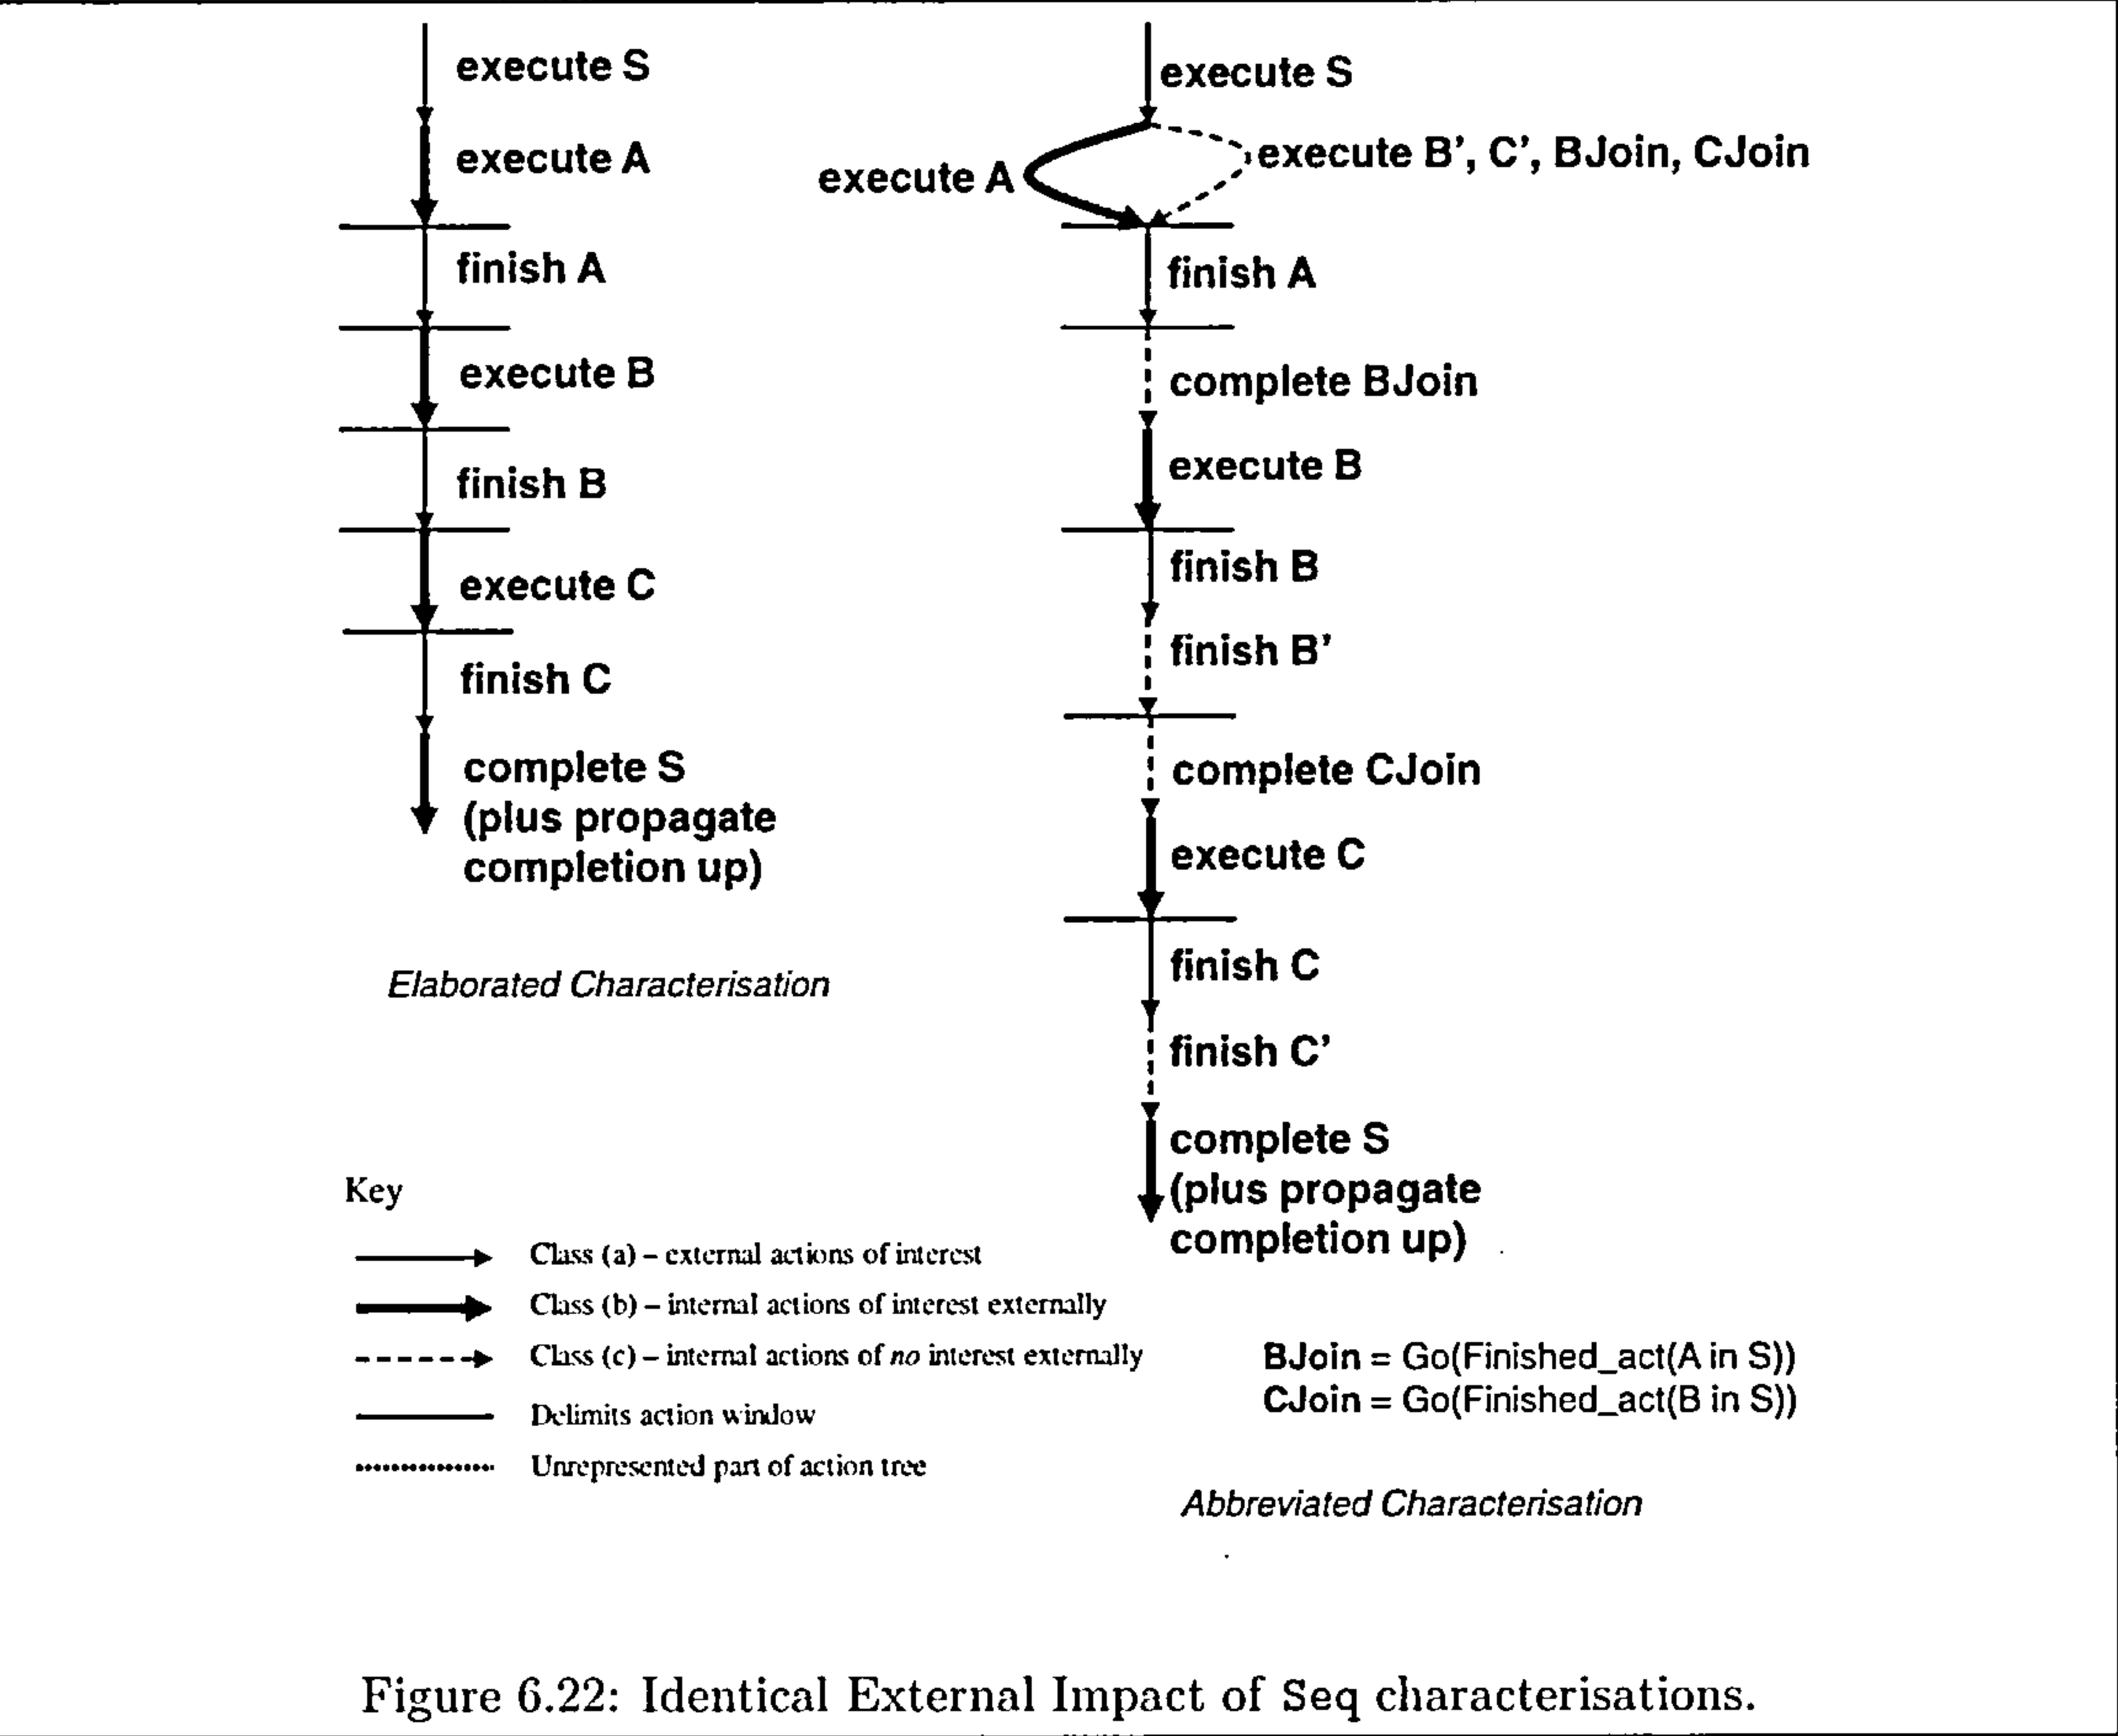 execute S
execute A
finish A
execute B
finish B
execute C
finish C
complete S
(plus propagate
completion up)
Elaborated Characterisation
execute S
execute A
execute B’, C’, BJoin, CJoin
finish A
complete BJoin
execute B
finish B
finish B’
complete CJoin
execute C
finish C
finish C’
complete S
(plus propagate
completion up)
Key
Class (a) – external actions of interest
Class (b) – internal actions of interest externally
Class (c) – internal actions of no interest externally
Delimits action window
Unrepresented part of action tree
BJoin = Go(Finished_act(A in S))
CJoin = Go(Finished_act(B in S))
Abbreviated Characterisation
Figure 6.22: Identical External Impact of Seq characterisations.